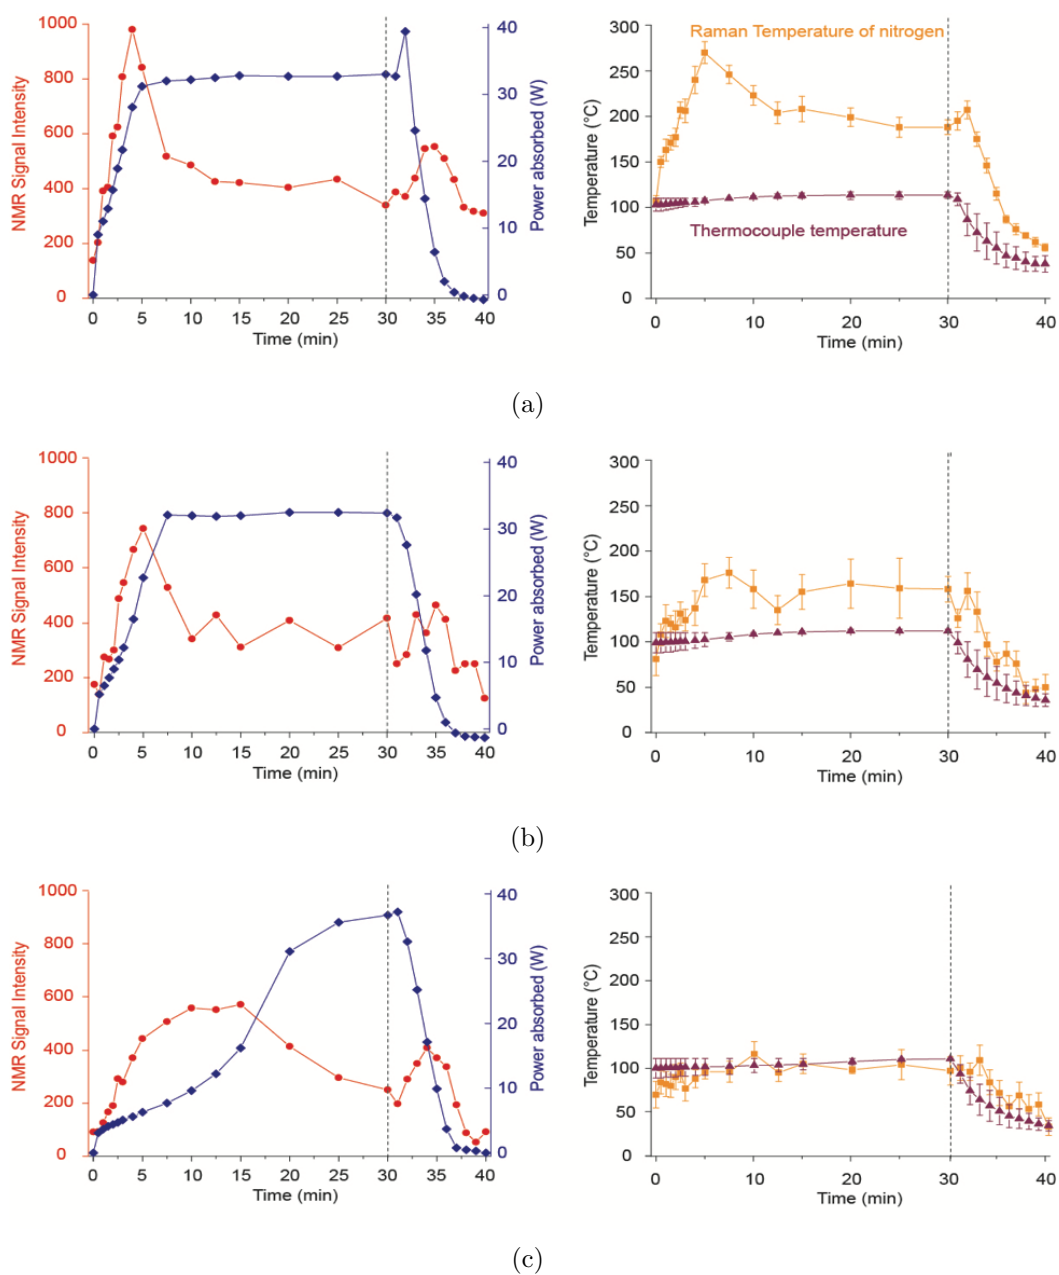 1000
800
600
400
200
0
NMR Signal Intensity
40
30
20
10
0
Power absorbed (W)
0 5 10 15 20 25 30 35 40
Time (min)
300
250
200
150
100
50
0
Temperature (°C)
Raman Temperature of nitrogen
Thermocouple temperature
0 10 20 30 40
Time (min)
(a)
1000
800
600
400
200
0
NMR Signal Intensity
40
30
20
10
0
Power absorbed (W)
0 5 10 15 20 25 30 35 40
Time (min)
300
250
200
150
100
50
0
Temperature (°C)
0 10 20 30 40
Time (min)
(b)
1000
800
600
400
200
0
NMR Signal Intensity
40
30
20
10
0
Power absorbed (W)
0 5 10 15 20 25 30 35 40
Time (min)
300
250
200
150
100
50
0
Temperature (°C)
0 10 20 30 40
Time (min)
(c)